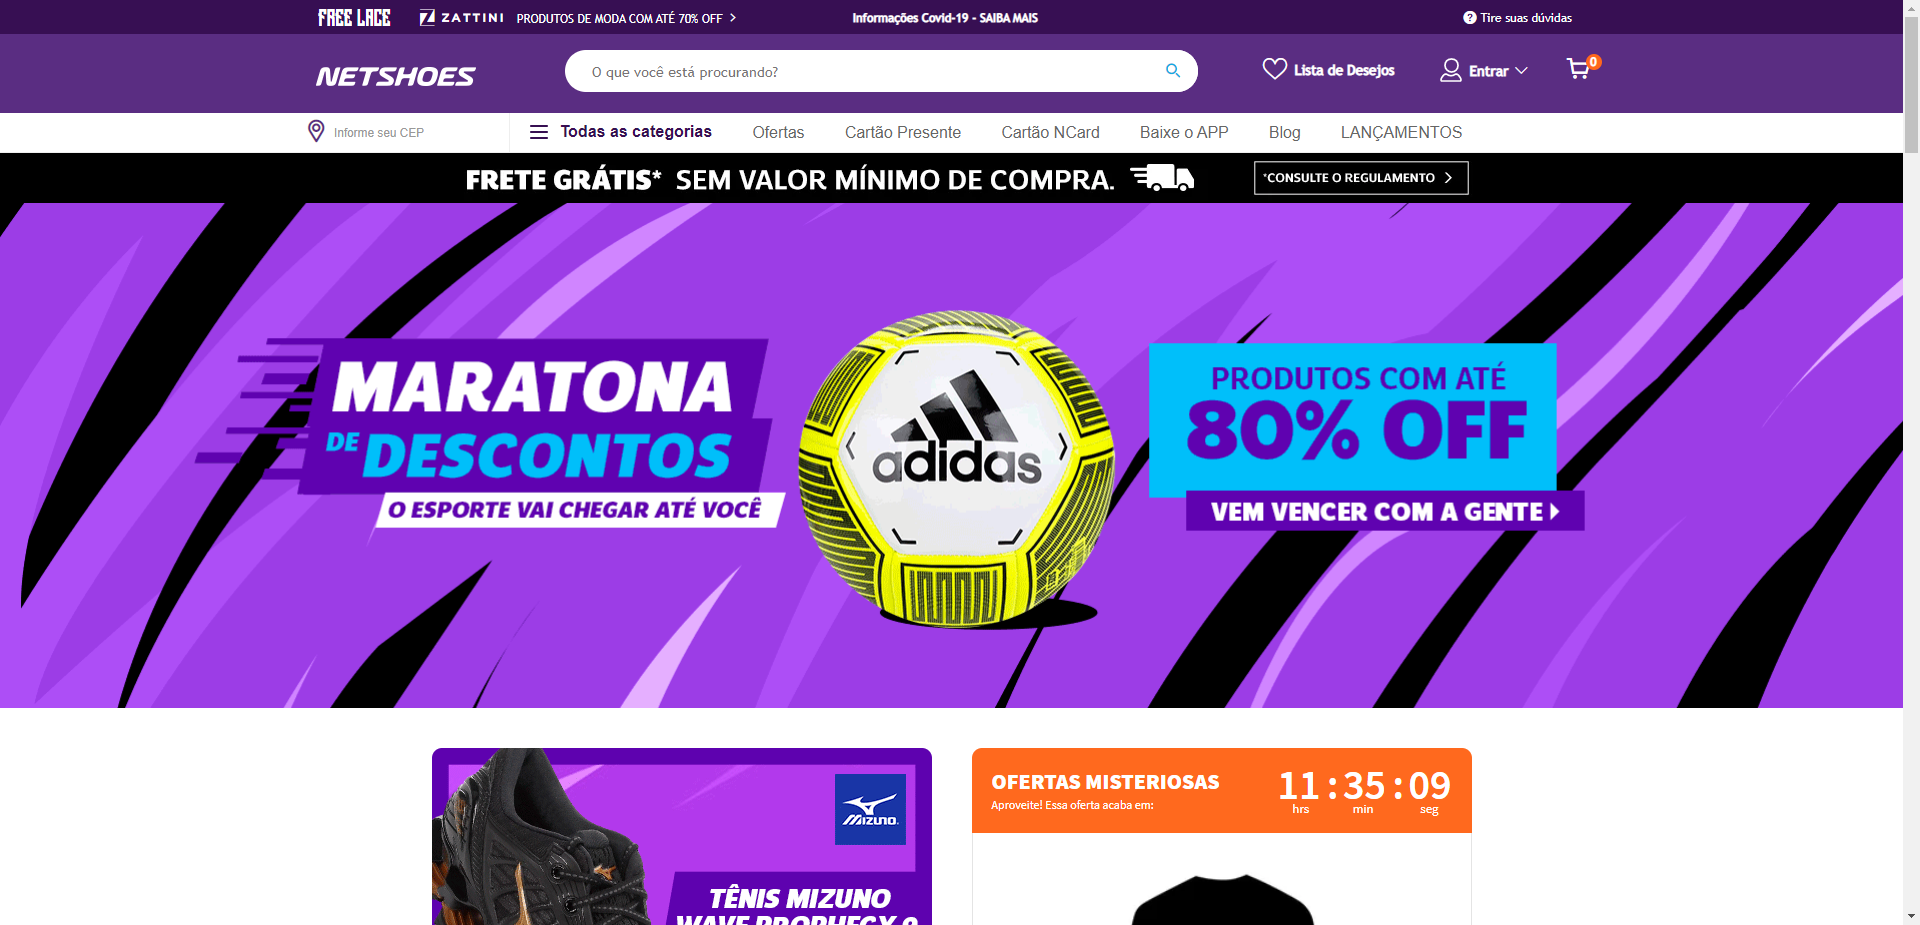 FREE LACE
ZATTINI PRODUTOS DE MODA COM ATÉ 70% OFF
Informações Covid-19 - SAIBA MAIS
Tire suas dúvidas
NETSHOES
O que você está procurando?
Lista de Desejos
Entrar
0
Informe seu CEP
Todas as categorias
Ofertas
Cartão Presente
Cartão NCard
Baixe o APP
Blog
LANÇAMENTOS
FRETE GRÁTIS* SEM VALOR MÍNIMO DE COMPRA.
*CONSULTE O REGULAMENTO
MARATONA
DE DESCONTOS
O ESPORTE VAI CHEGAR ATÉ VOCÊ
adidas
PRODUTOS COM ATÉ
80% OFF
VEM VENCER COM A GENTE
MIZUNO
TÊNIS MIZUNO
WAVE PROPHECY 9
OFERTAS MISTERIOSAS
Aproveite! Essa oferta acaba em:
11 : 35 : 09
hrs min seg